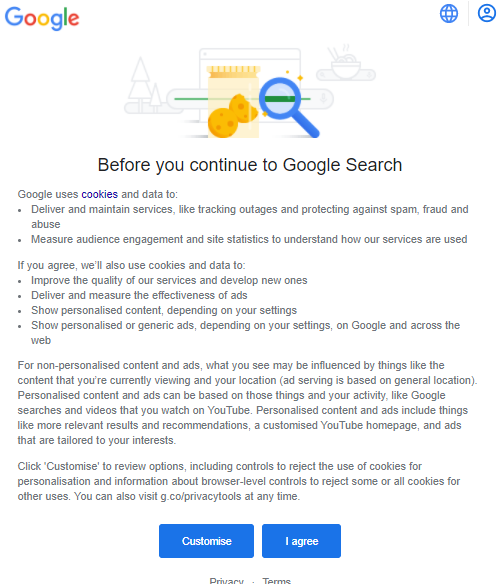 Google
Before you continue to Google Search
Google uses cookies and data to:
• Deliver and maintain services, like tracking outages and protecting against spam, fraud and
abuse
• Measure audience engagement and site statistics to understand how our services are used
If you agree, we'll also use cookies and data to:
• Improve the quality of our services and develop new ones
• Deliver and measure the effectiveness of ads
• Show personalised content, depending on your settings
• Show personalised or generic ads, depending on your settings, on Google and across the
web
For non-personalised content and ads, what you see may be influenced by things like the
content that you're currently viewing and your location (ad serving is based on general location).
Personalised content and ads can be based on those things and your activity, like Google
searches and videos that you watch on YouTube. Personalised content and ads include things
like more relevant results and recommendations, a customised YouTube homepage, and ads
that are tailored to your interests.
Click 'Customise' to review options, including controls to reject the use of cookies for
personalisation and information about browser-level controls to reject some or all cookies for
other uses. You can also visit g.co/privacytools at any time.
Customise I agree
Privacy · Terms